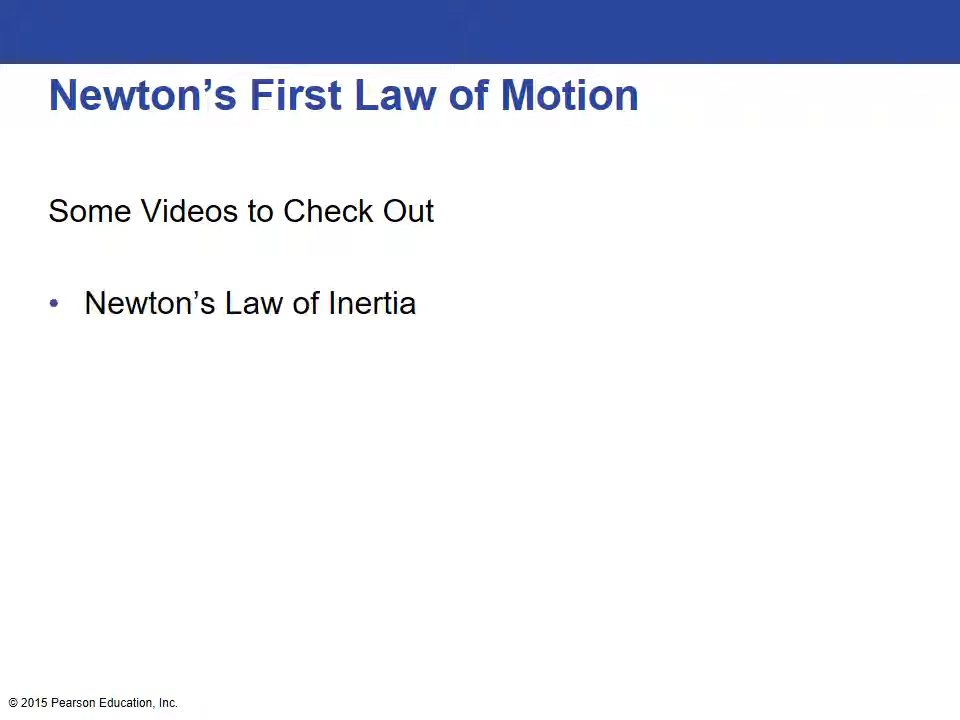 Newton’s First Law of Motion
Some Videos to Check Out
• Newton’s Law of Inertia
© 2015 Pearson Education, Inc.